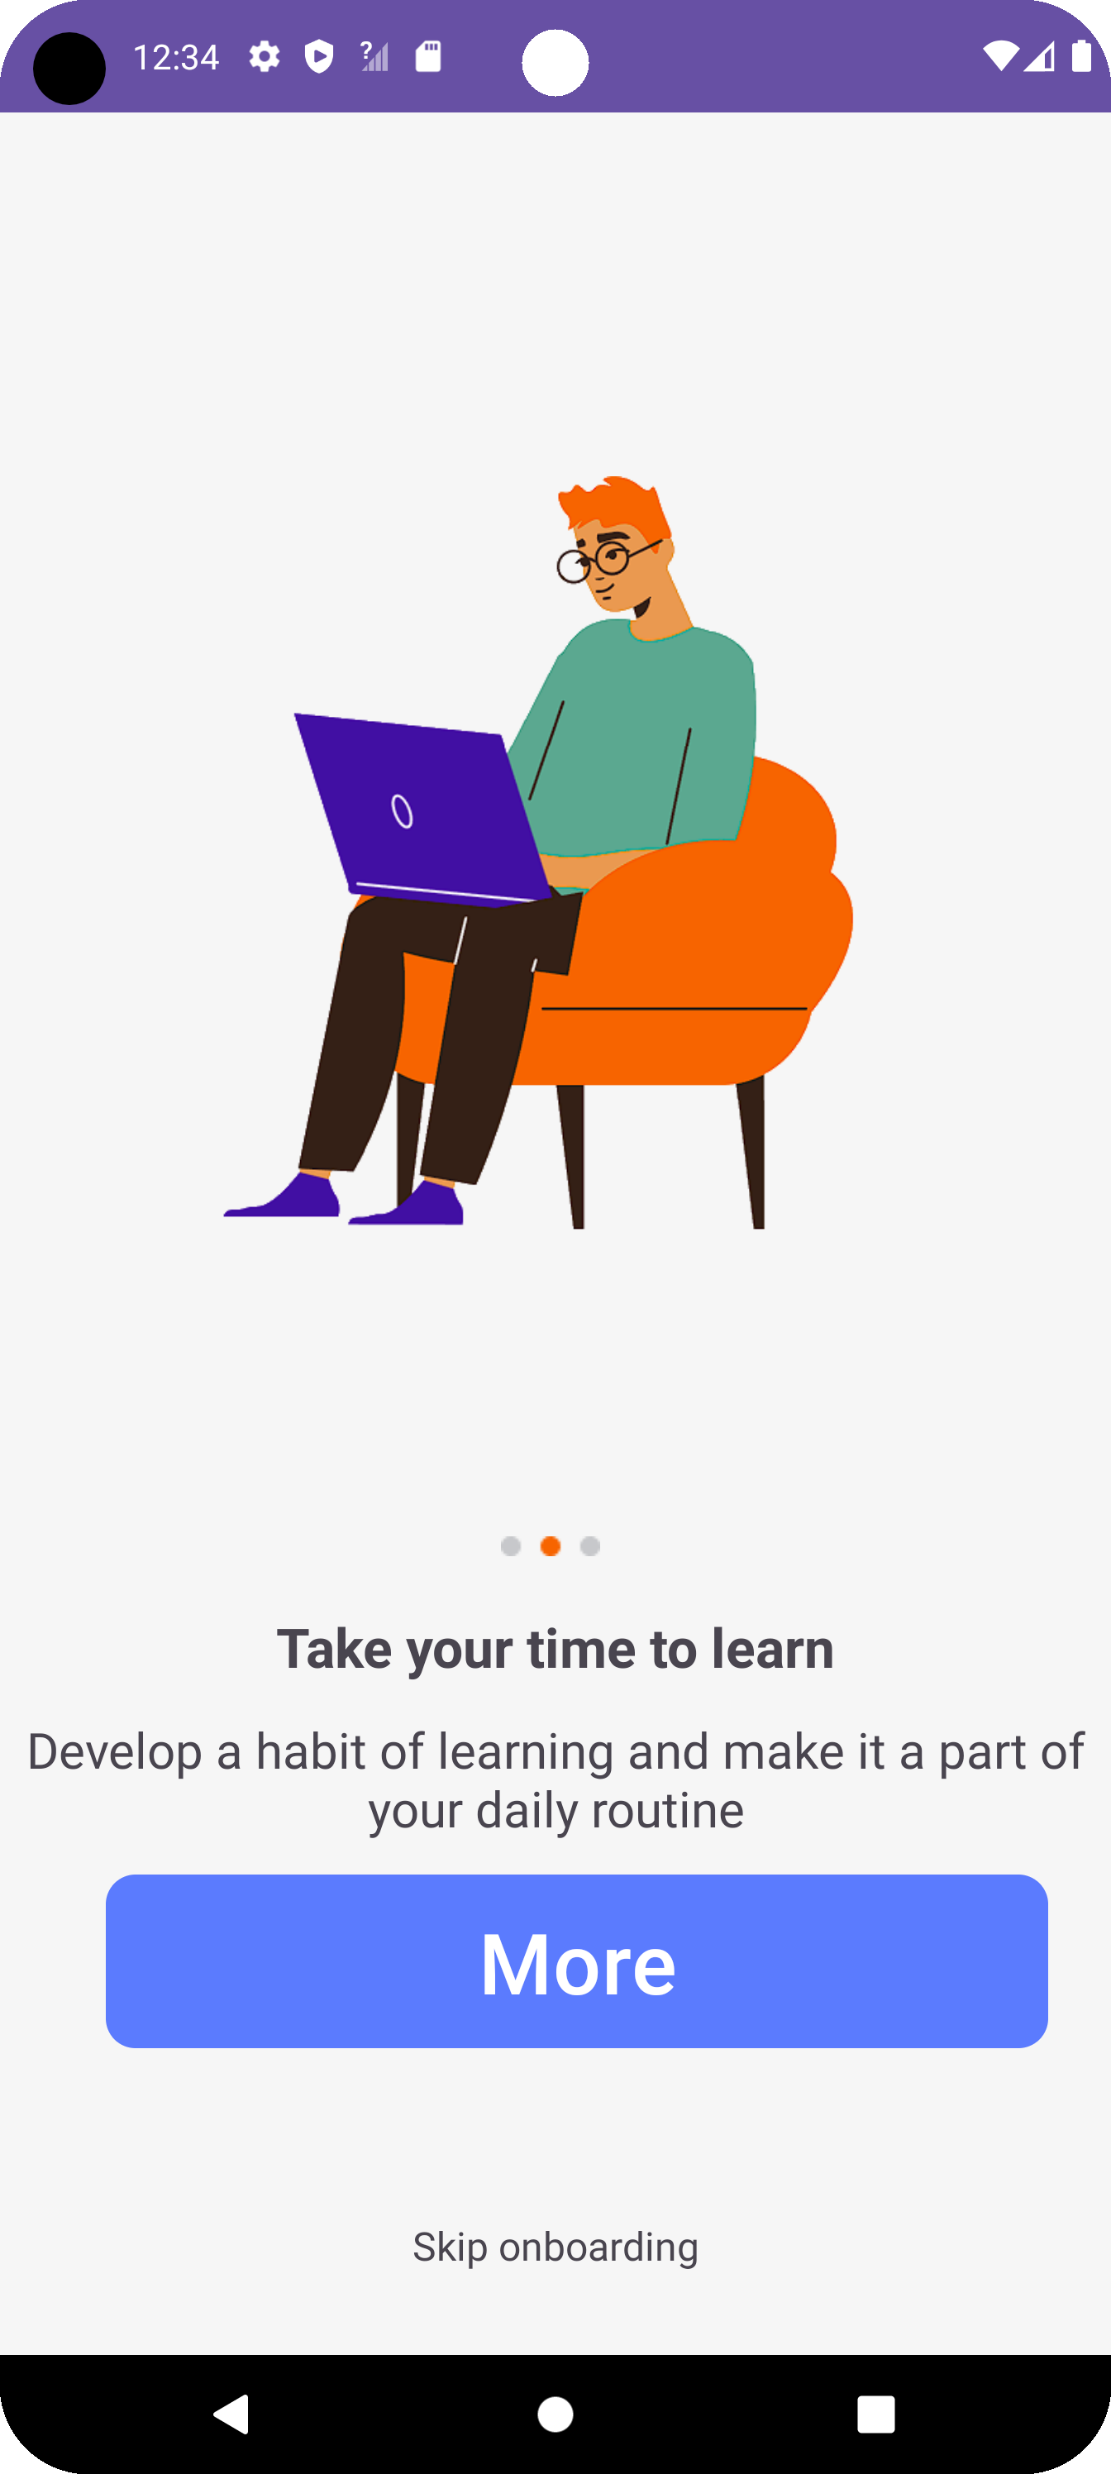 12:34
Take your time to learn
Develop a habit of learning and make it a part of
your daily routine
More
Skip onboarding